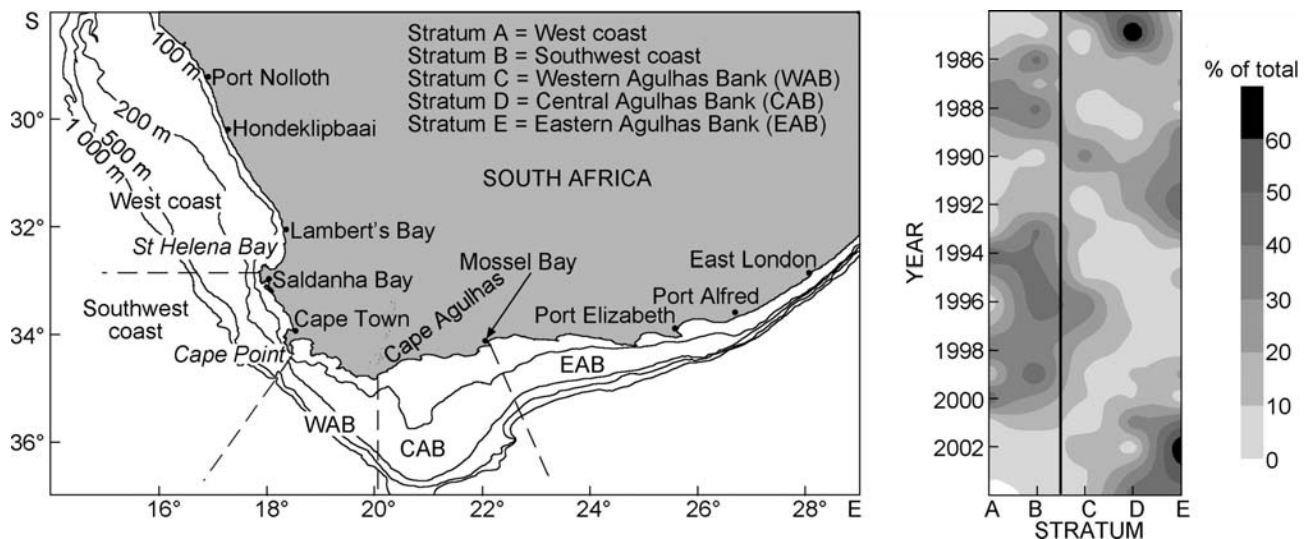 S
30°
32°
34°
36°
16°
18°
20°
22°
24°
26°
28°
E
Stratum A = West coast
Stratum B = Southwest coast
Stratum C = Western Agulhas Bank (WAB)
Stratum D = Central Agulhas Bank (CAB)
Stratum E = Eastern Agulhas Bank (EAB)
100 m
200 m
500 m
1 000 m
Port Nolloth
Hondeklipbaai
SOUTH AFRICA
West coast
Lambert's Bay
St Helena Bay
Saldanha Bay
Southwest
coast
Cape Town
Cape Point
Cape Agulhas
Mossel Bay
East London
Port Alfred
Port Elizabeth
EAB
WAB
CAB
YEAR
1986
1988
1990
1992
1994
1996
1998
2000
2002
A
B
C
D
E
STRATUM
% of total
60
50
40
30
20
10
0